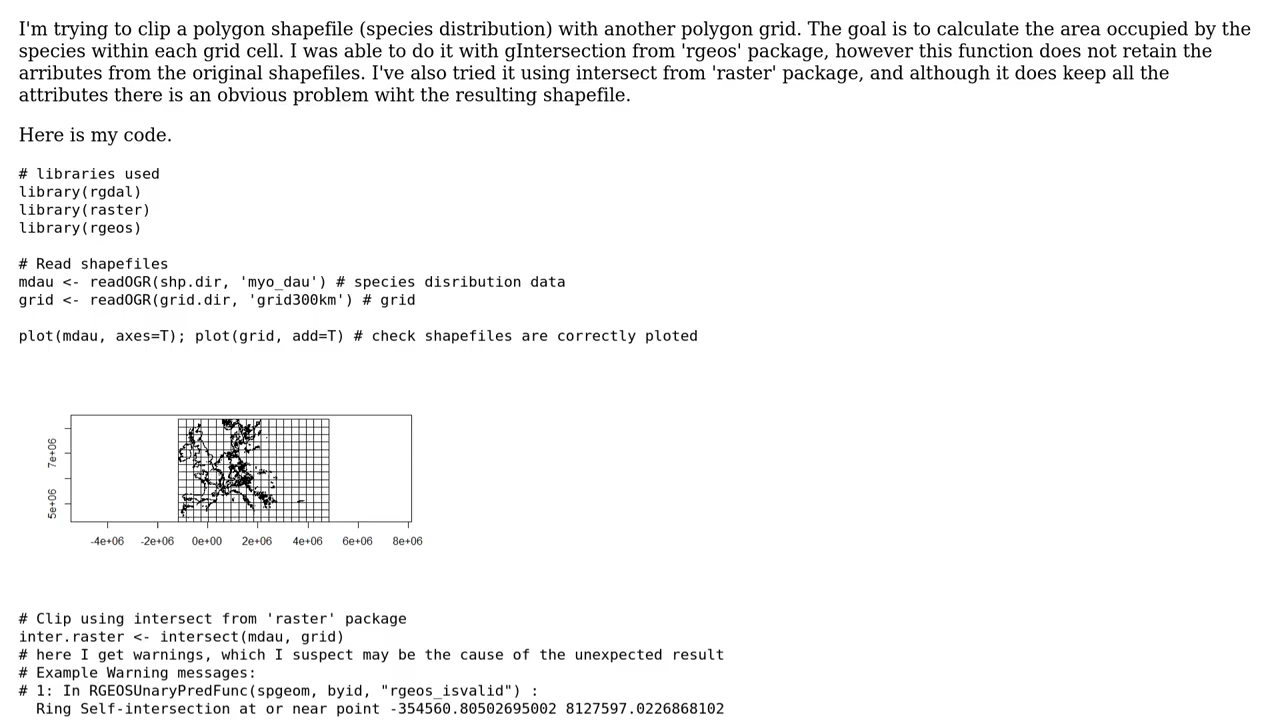 I'm trying to clip a polygon shapefile (species distribution) with another polygon grid. The goal is to calculate the area occupied by the
species within each grid cell. I was able to do it with gIntersection from 'rgeos' package, however this function does not retain the
arributes from the original shapefiles. I've also tried it using intersect from 'raster' package, and although it does keep all the
attributes there is an obvious problem wiht the resulting shapefile.
Here is my code.
# libraries used
library(rgdal)
library(raster)
library(rgeos)
# Read shapefiles
mdau <- readOGR(shp.dir, 'myo_dau') # species disribution data
grid <- readOGR(grid.dir, 'grid300km') # grid
plot(mdau, axes=T); plot(grid, add=T) # check shapefiles are correctly ploted
7e+06
5e+06
-4e+06 -2e+06 0e+00 2e+06 4e+06 6e+06 8e+06
# Clip using intersect from 'raster' package
inter.raster <- intersect(mdau, grid)
# here I get warnings, which I suspect may be the cause of the unexpected result
# Example Warning messages:
# 1: In RGEOSUnaryPredFunc(spgeom, byid, "rgeos_isvalid") :
  Ring Self-intersection at or near point -354560.80502695002 8127597.0226868102